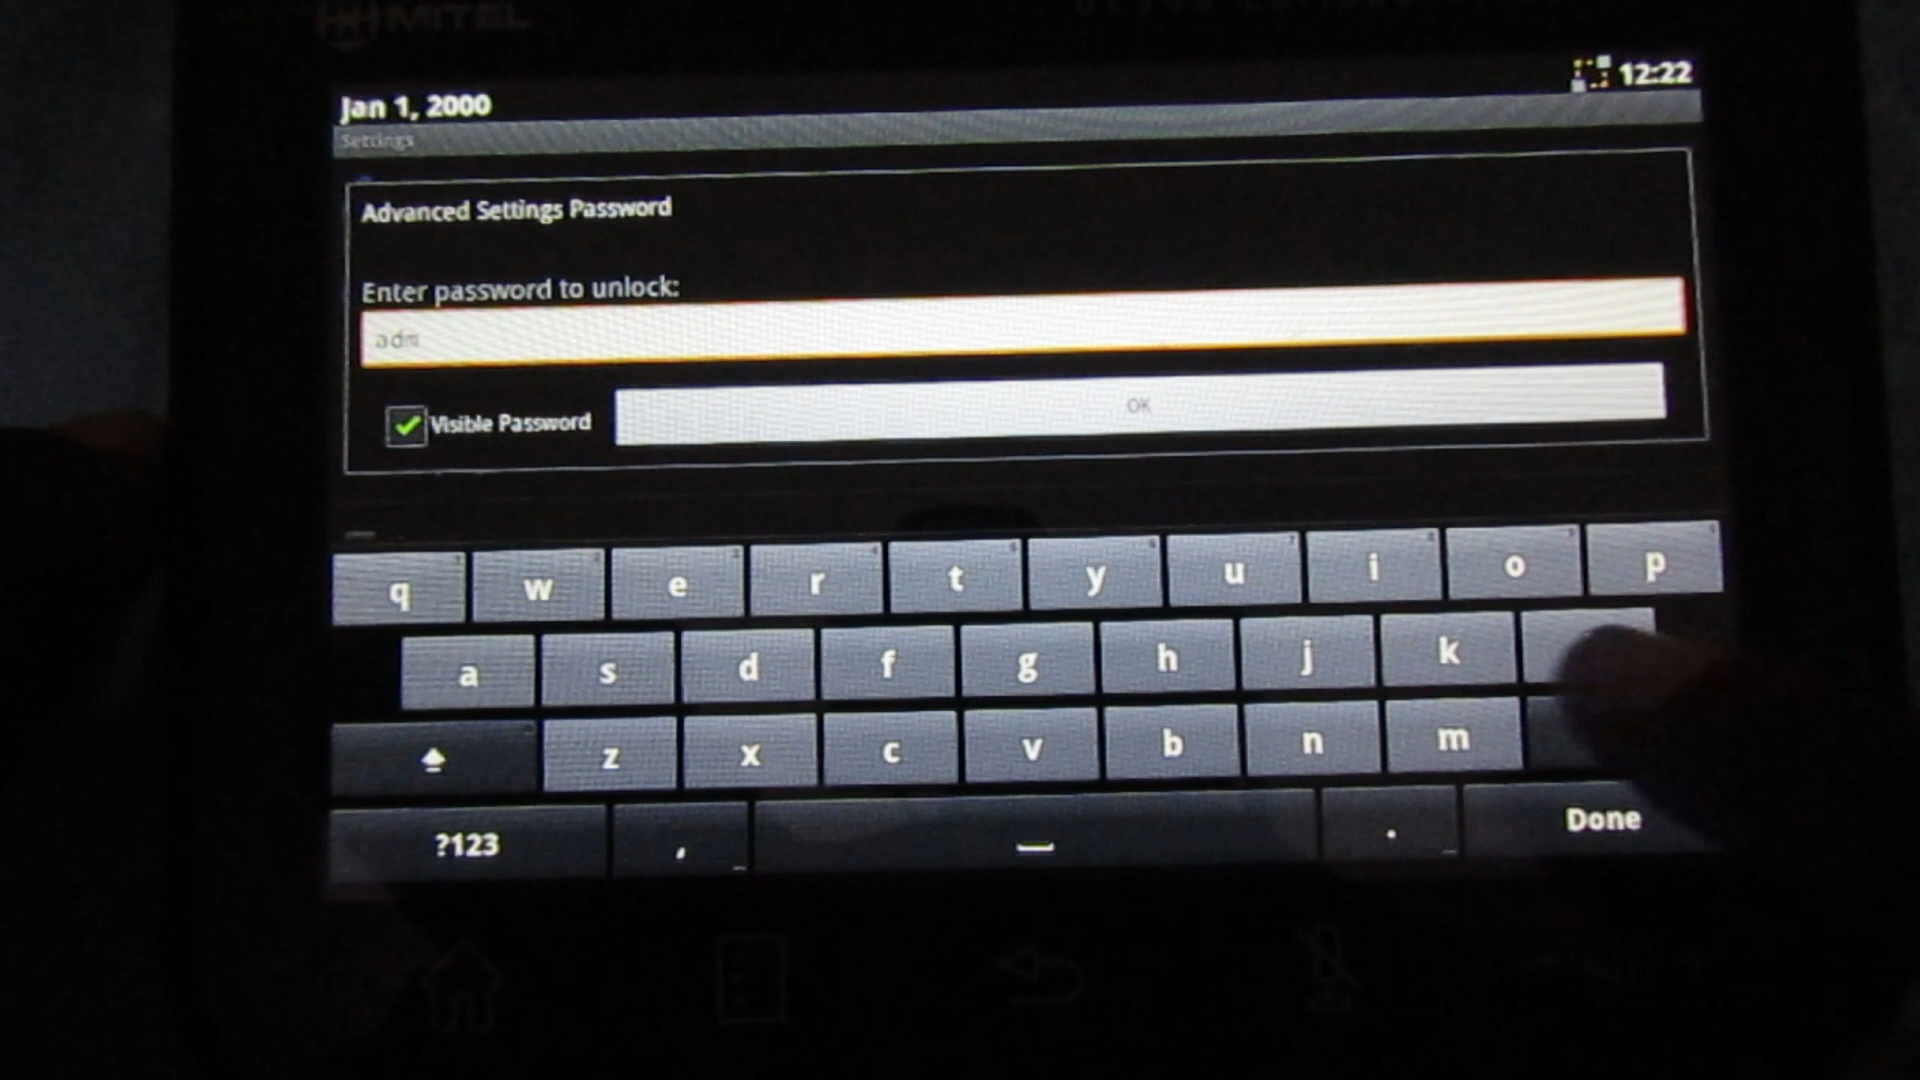 MITEL
12:22
Jan 1, 2000
Settings
Advanced Settings Password
Enter password to unlock:
adm
Visible Password
OK
q w e r t y u i o p
a s d f g h j k
z x c v b n m
?123 , . Done